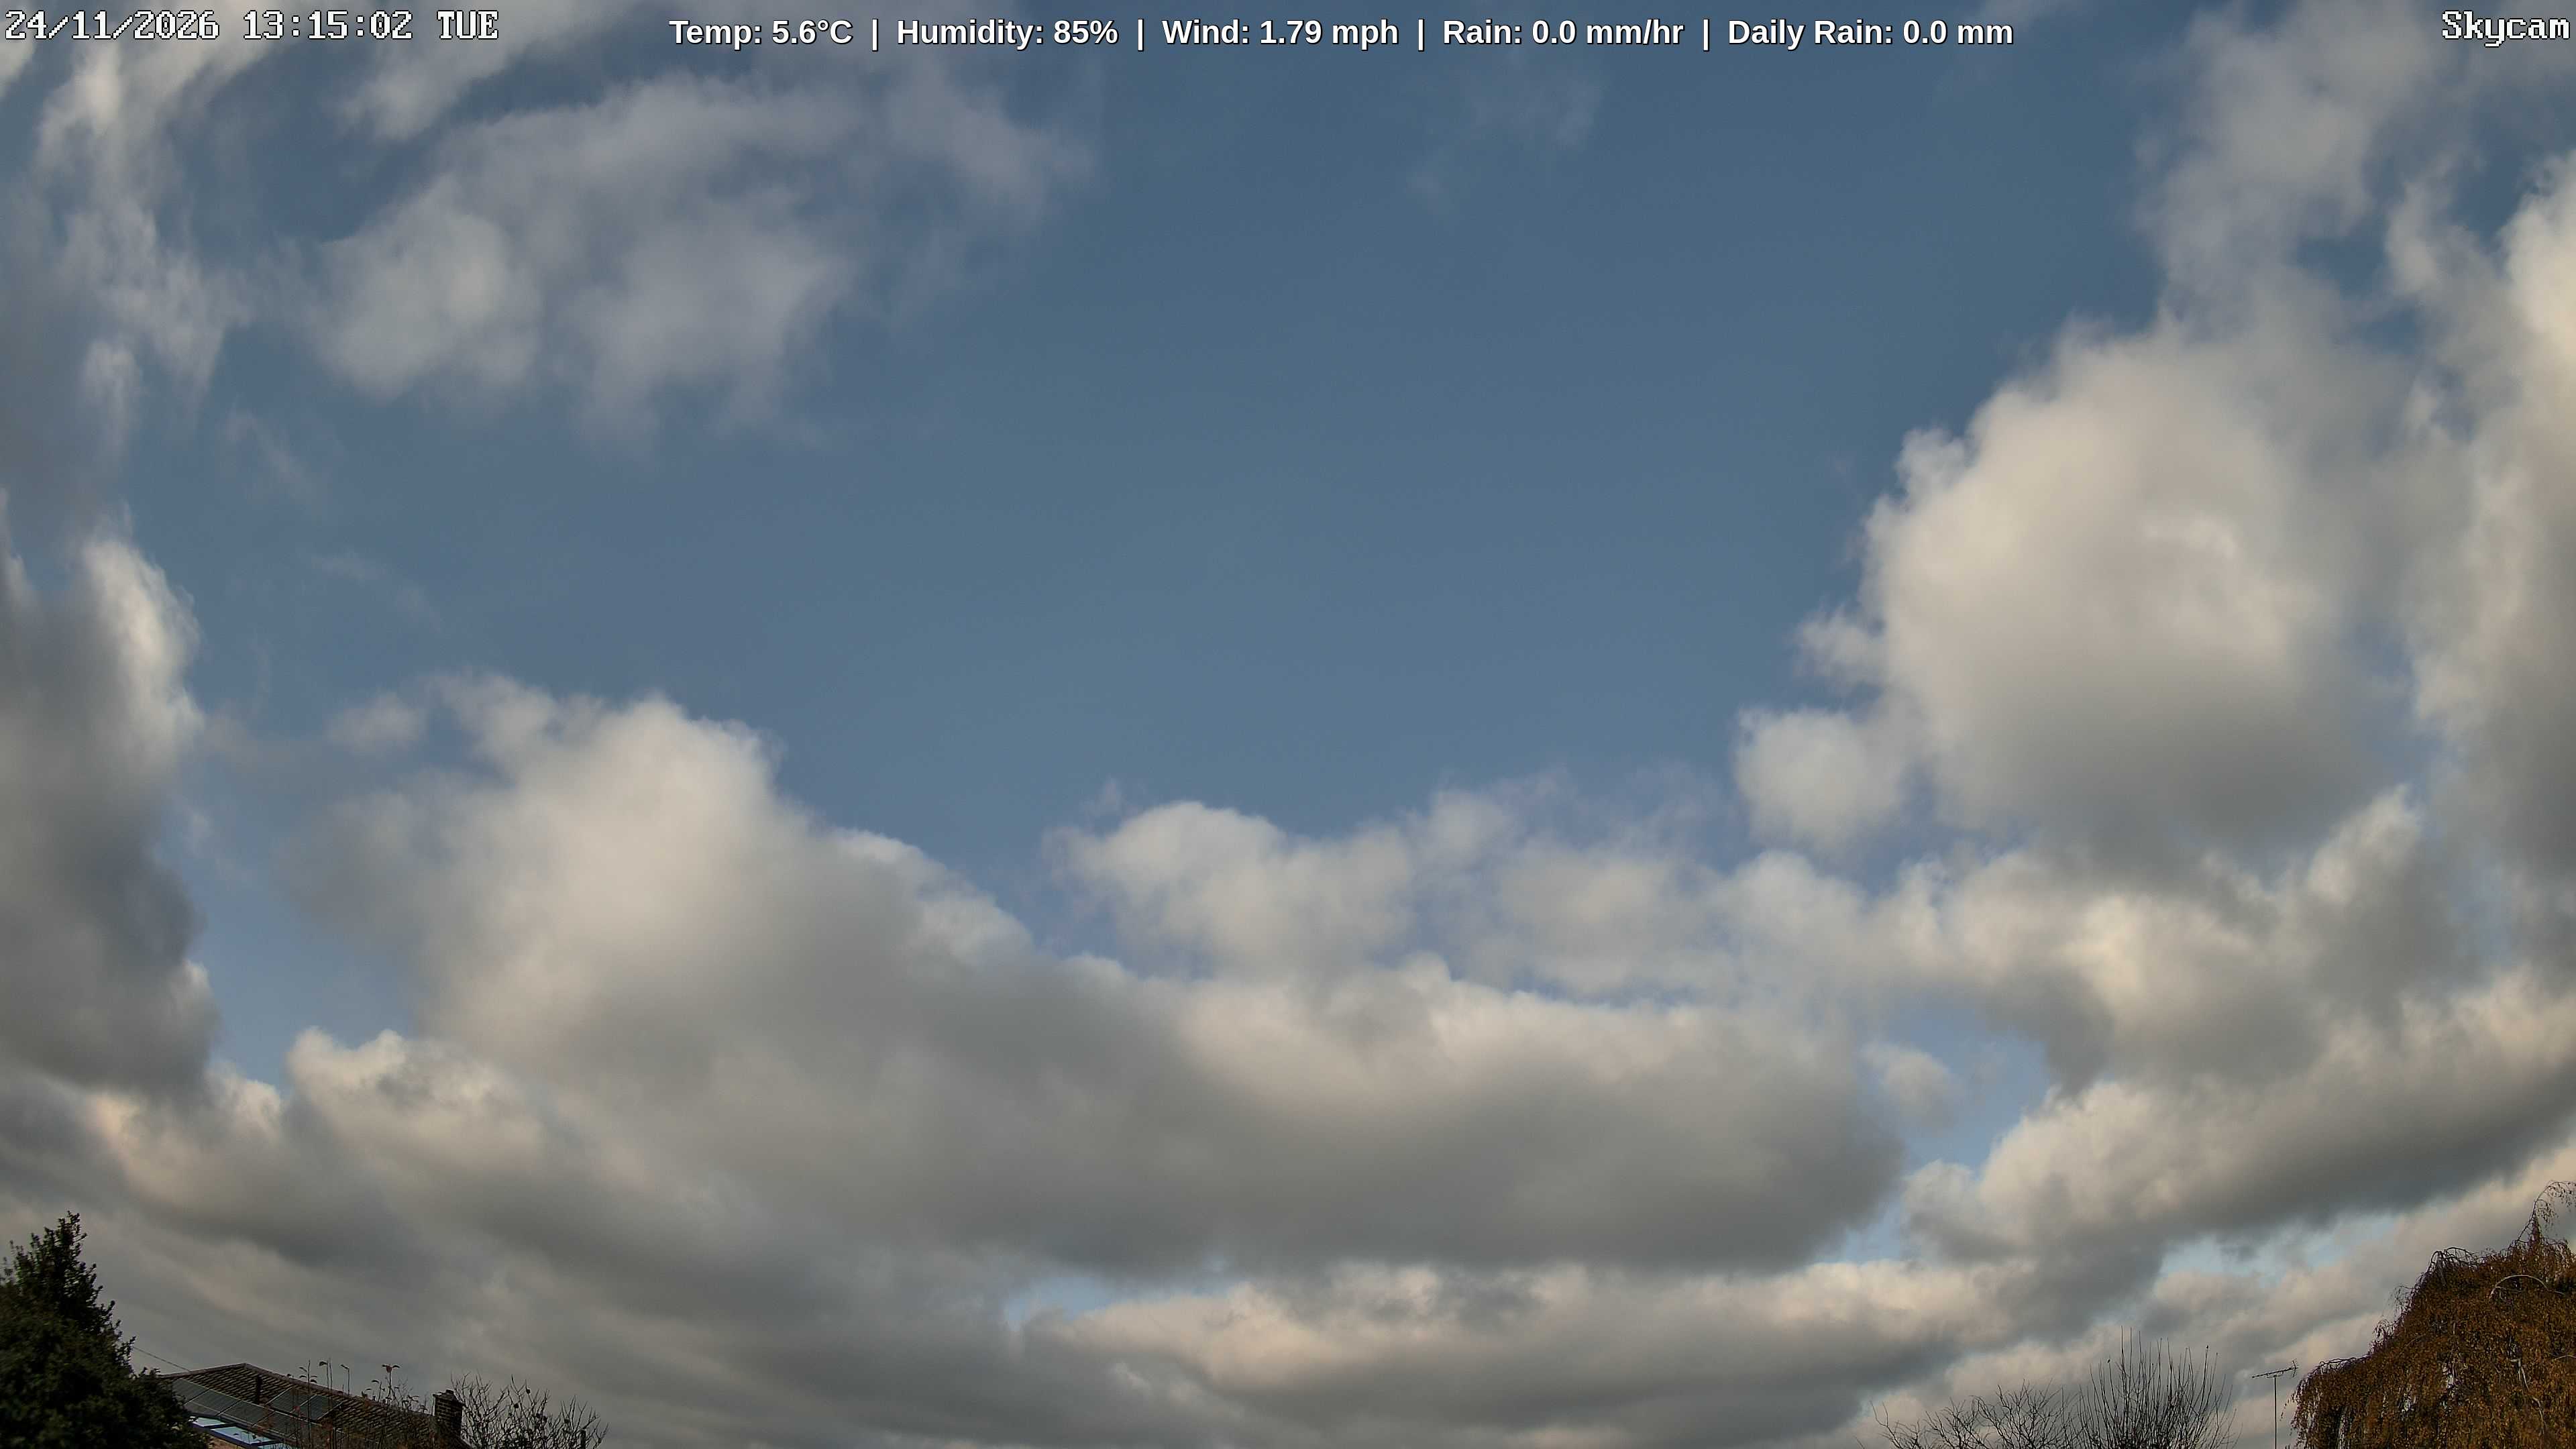 24/11/2026 13:15:02 TUE
Temp: 5.6°C | Humidity: 85% | Wind: 1.79 mph | Rain: 0.0 mm/hr | Daily Rain: 0.0 mm
Skycam